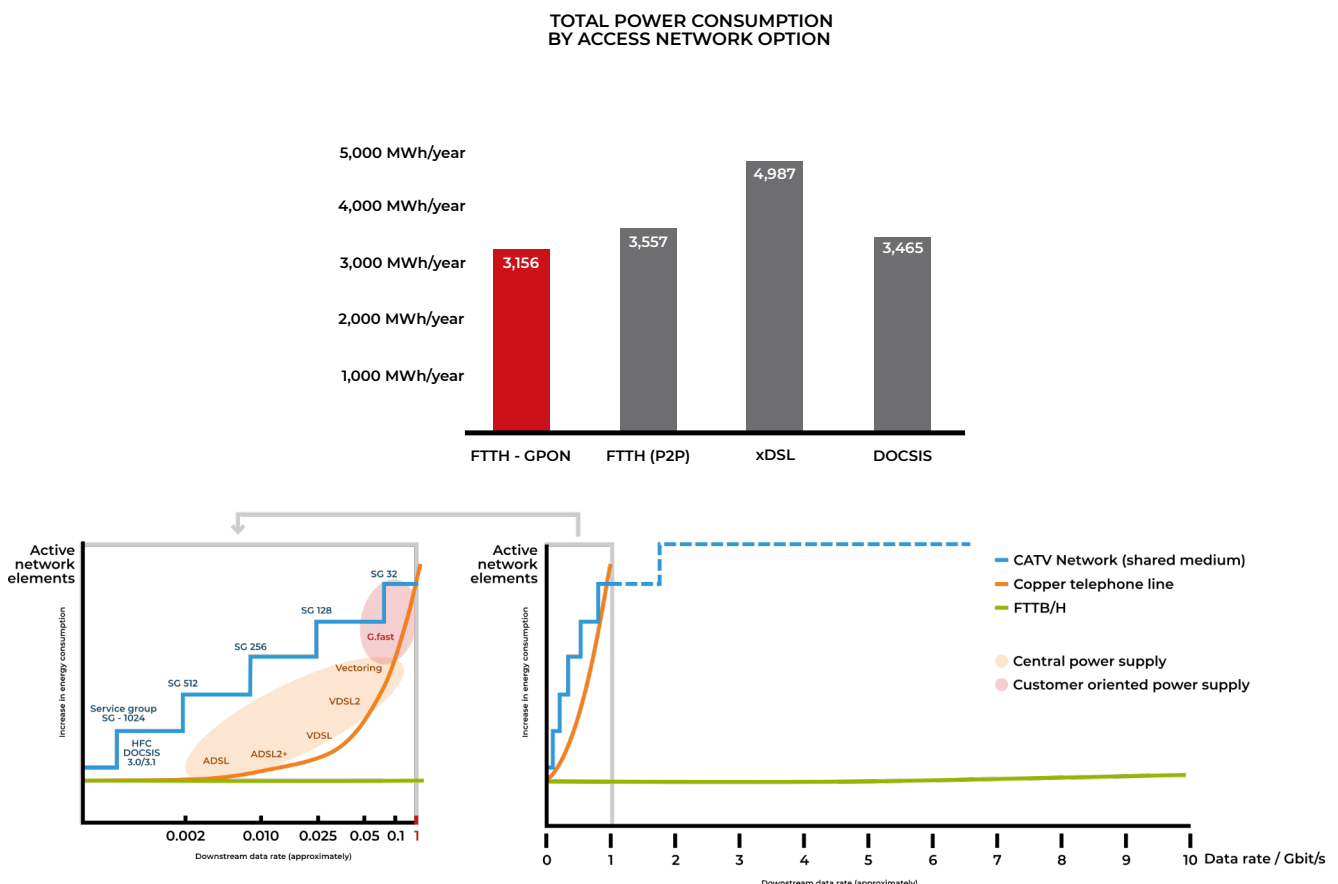 TOTAL POWER CONSUMPTION
BY ACCESS NETWORK OPTION
5,000 MWh/year
4,000 MWh/year
3,000 MWh/year
2,000 MWh/year
1,000 MWh/year
3,156
3,557
4,987
3,465
FTTH - GPON
FTTH (P2P)
xDSL
DOCSIS
Active
network
elements
Increase in energy consumption
Service group
SG - 1024
HFC
DOCSIS
3.0/3.1
SG 512
SG 256
SG 128
SG 32
G.fast
Vectoring
VDSL2
VDSL
ADSL2+
ADSL
0.002
0.010
0.025
0.05
0.1
1
Downstream data rate (approximately)
Active
network
elements
Increase in energy consumption
0
1
2
3
4
5
6
7
8
9
10
Data rate / Gbit/s
Downstream data rate (approximately)
CATV Network (shared medium)
Copper telephone line
FTTB/H
Central power supply
Customer oriented power supply